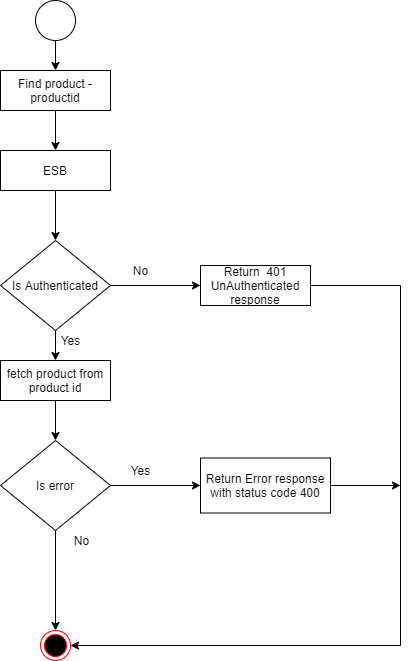 Find product -
productid
ESB
Is Authenticated
No
Return  401
UnAuthenticated
response
Yes
fetch product from
product id
Is error
Yes
Return Error response
with status code 400
No